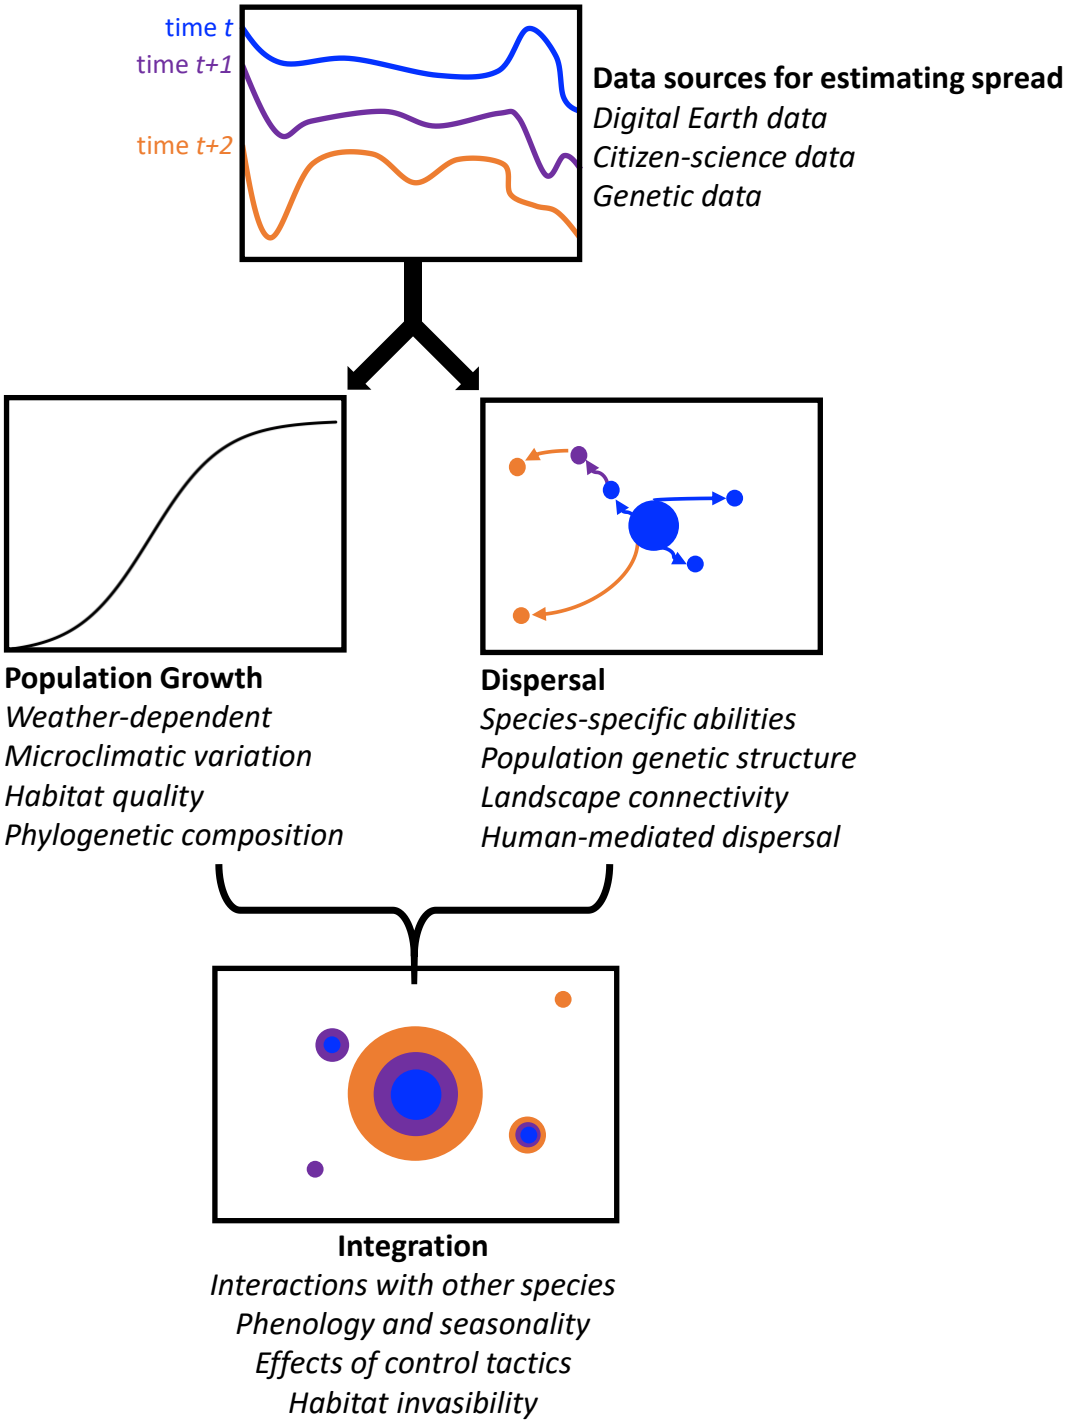 time t
time t+1
time t+2
Data sources for estimating spread
Digital Earth data
Citizen-science data
Genetic data
Population Growth
Weather-dependent
Microclimatic variation
Habitat quality
Phylogenetic composition
Dispersal
Species-specific abilities
Population genetic structure
Landscape connectivity
Human-mediated dispersal
Integration
Interactions with other species
Phenology and seasonality
Effects of control tactics
Habitat invasibility